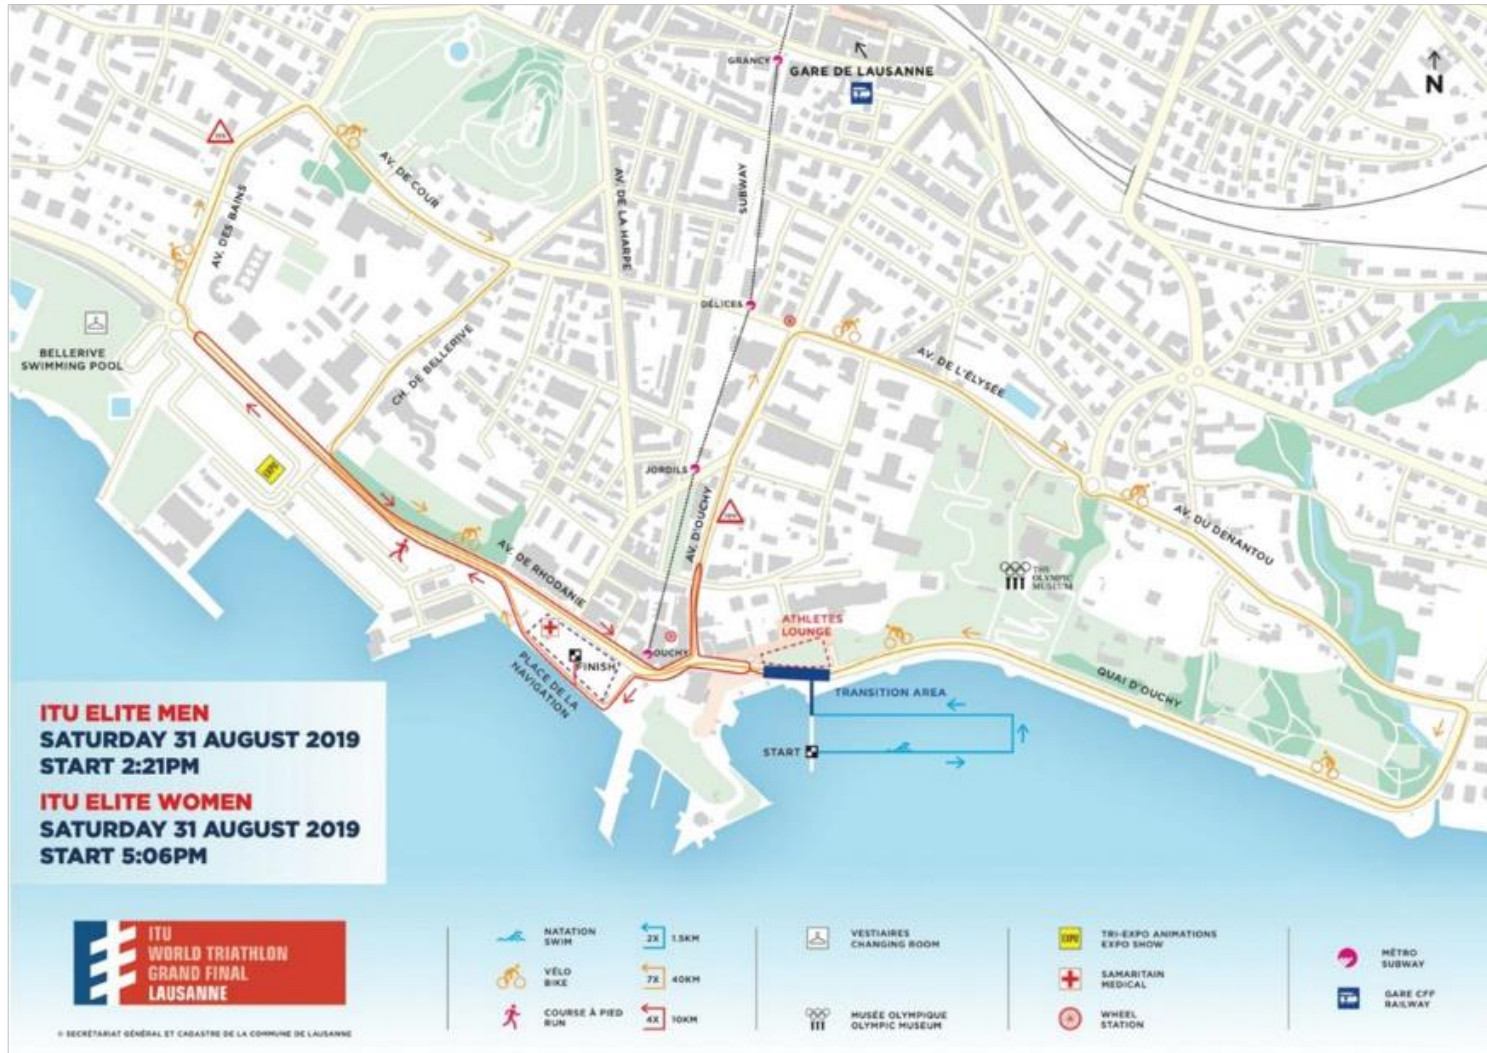 GRANCY
GARE DE LAUSANNE
N
AV. DE COUR
AV. DES BAINS
AV. DE LA HARPE
SUBWAY
DÉLICES
BELLERIVE
SWIMMING POOL
CH. DE BELLERIVE
AV. DE L'ÉLYSÉE
EXPO
JORDILS
AV. D'OUCHY
AV. DU DENANTOU
AV. DE RHODANIE
THE
OLYMPIC
MUSEUM
ATHLETES
LOUNGE
OUCHY
FINISH
PLACE DE LA
NAVIGATION
QUAI D'OUCHY
TRANSITION AREA
START
ITU ELITE MEN
SATURDAY 31 AUGUST 2019
START 2:21PM
ITU ELITE WOMEN
SATURDAY 31 AUGUST 2019
START 5:06PM
ITU
WORLD TRIATHLON
GRAND FINAL
LAUSANNE
© SECRÉTARIAT GÉNÉRAL ET CADASTRE DE LA COMMUNE DE LAUSANNE
NATATION
SWIM
2X 1.5KM
VÉLO
BIKE
7X 40KM
COURSE À PIED
RUN
4X 10KM
VESTIAIRES
CHANGING ROOM
MUSÉE OLYMPIQUE
OLYMPIC MUSEUM
EXPO
TRI-EXPO ANIMATIONS
EXPO SHOW
SAMARITAIN
MEDICAL
WHEEL
STATION
MÉTRO
SUBWAY
GARE CFF
RAILWAY